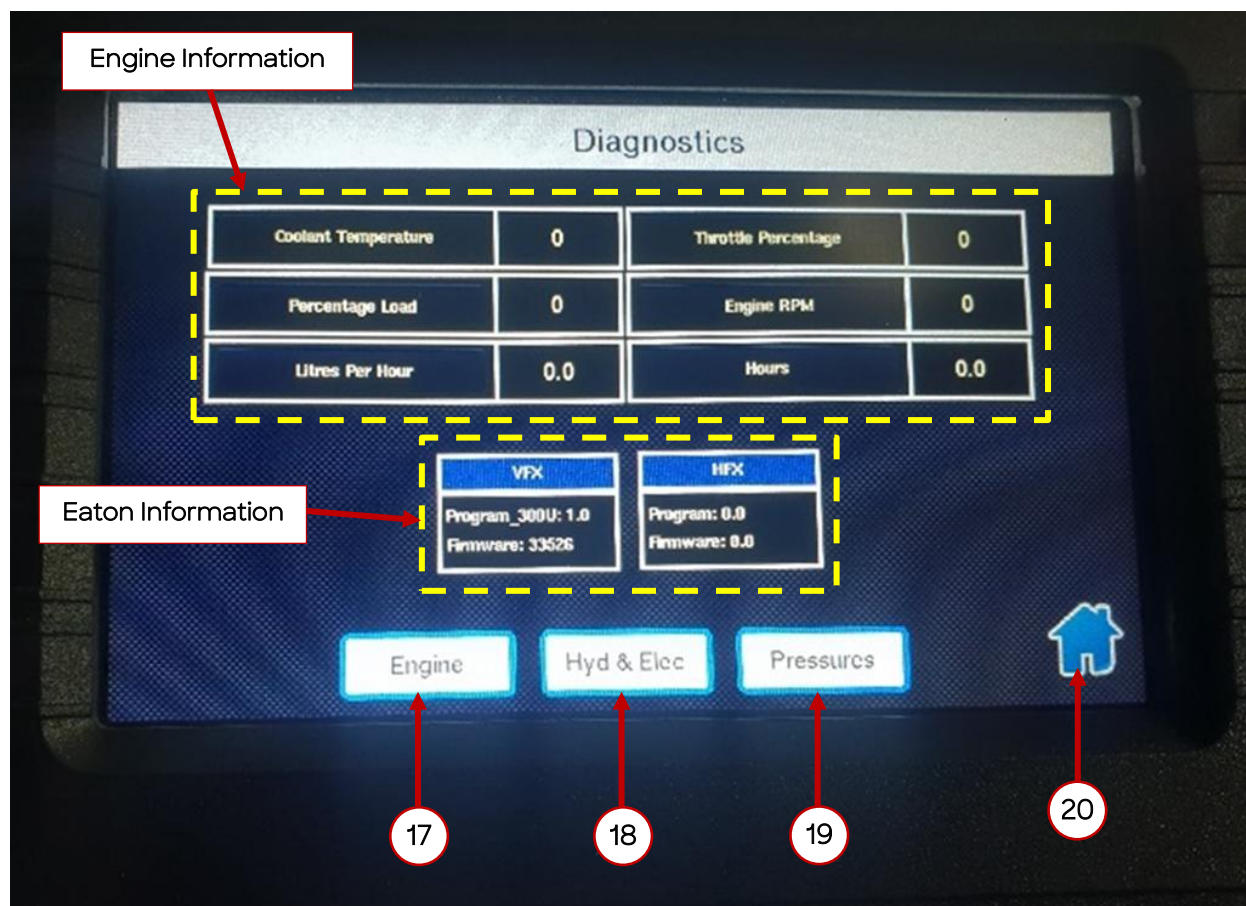 Engine Information
Diagnostics
Coolant Temperature 0 Throttle Percentage 0
Percentage Load 0 Engine RPM 0
Litres Per Hour 0.0 Hours 0.0
Eaton Information
VFX HFX
Program_300U: 1.0 Program: 0.0
Firmware: 33526 Firmware: 0.0
Engine Hyd & Elec Pressures
17 18 19 20